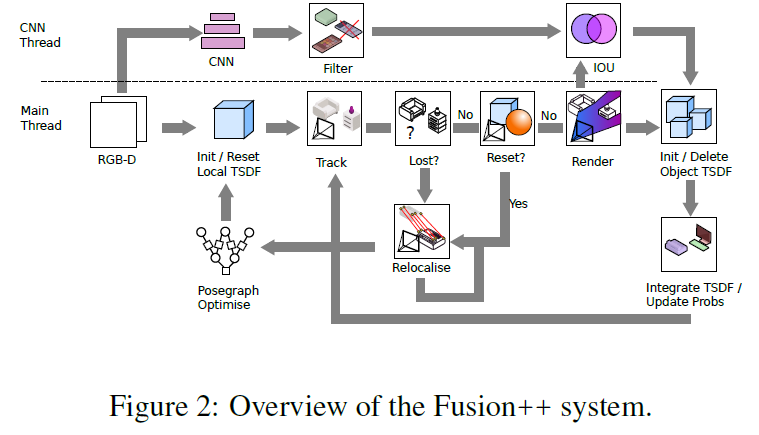 CNN
Thread
CNN
Filter
IOU
Main
Thread
RGB-D
Init / Reset
Local TSDF
Track
?
Lost?
No
Reset?
No
Render
Init / Delete
Object TSDF
Yes
Relocalise
Posegraph
Optimise
Integrate TSDF /
Update Probs
Figure 2: Overview of the Fusion++ system.